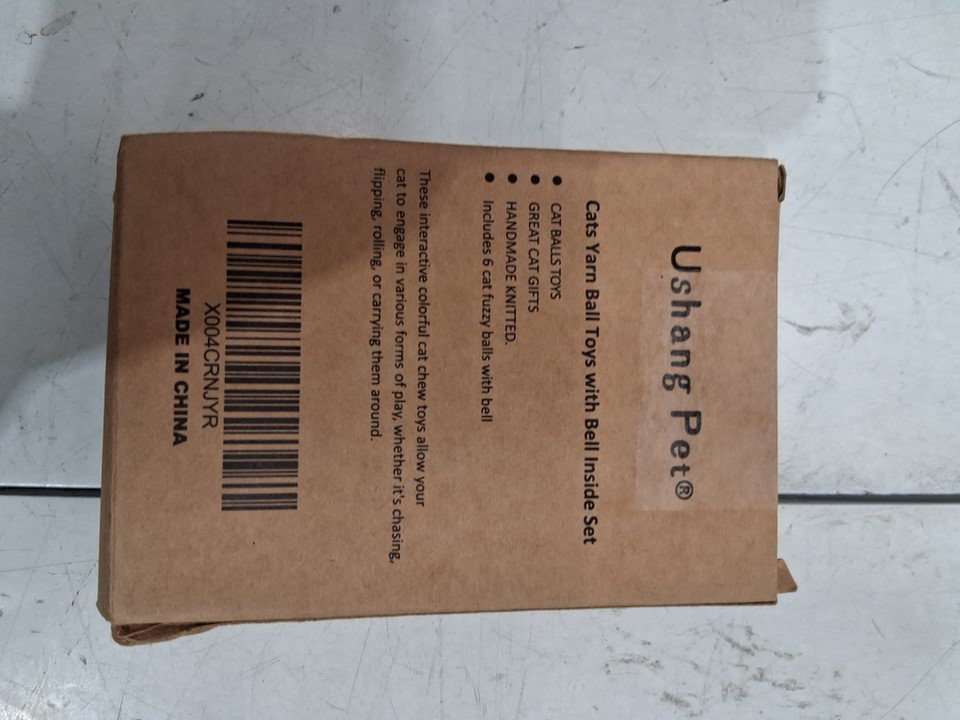 Ushang Pet®
Cats Yarn Ball Toys with Bell Inside Set
● CAT BALLS TOYS
● GREAT CAT GIFTS
● HANDMADE KNITTED.
● Includes 6 cat fuzzy balls with bell
These interactive colorful cat chew toys allow your
cat to engage in various forms of play, whether it's chasing,
flipping, rolling, or carrying them around.
X004CRNJYR
MADE IN CHINA